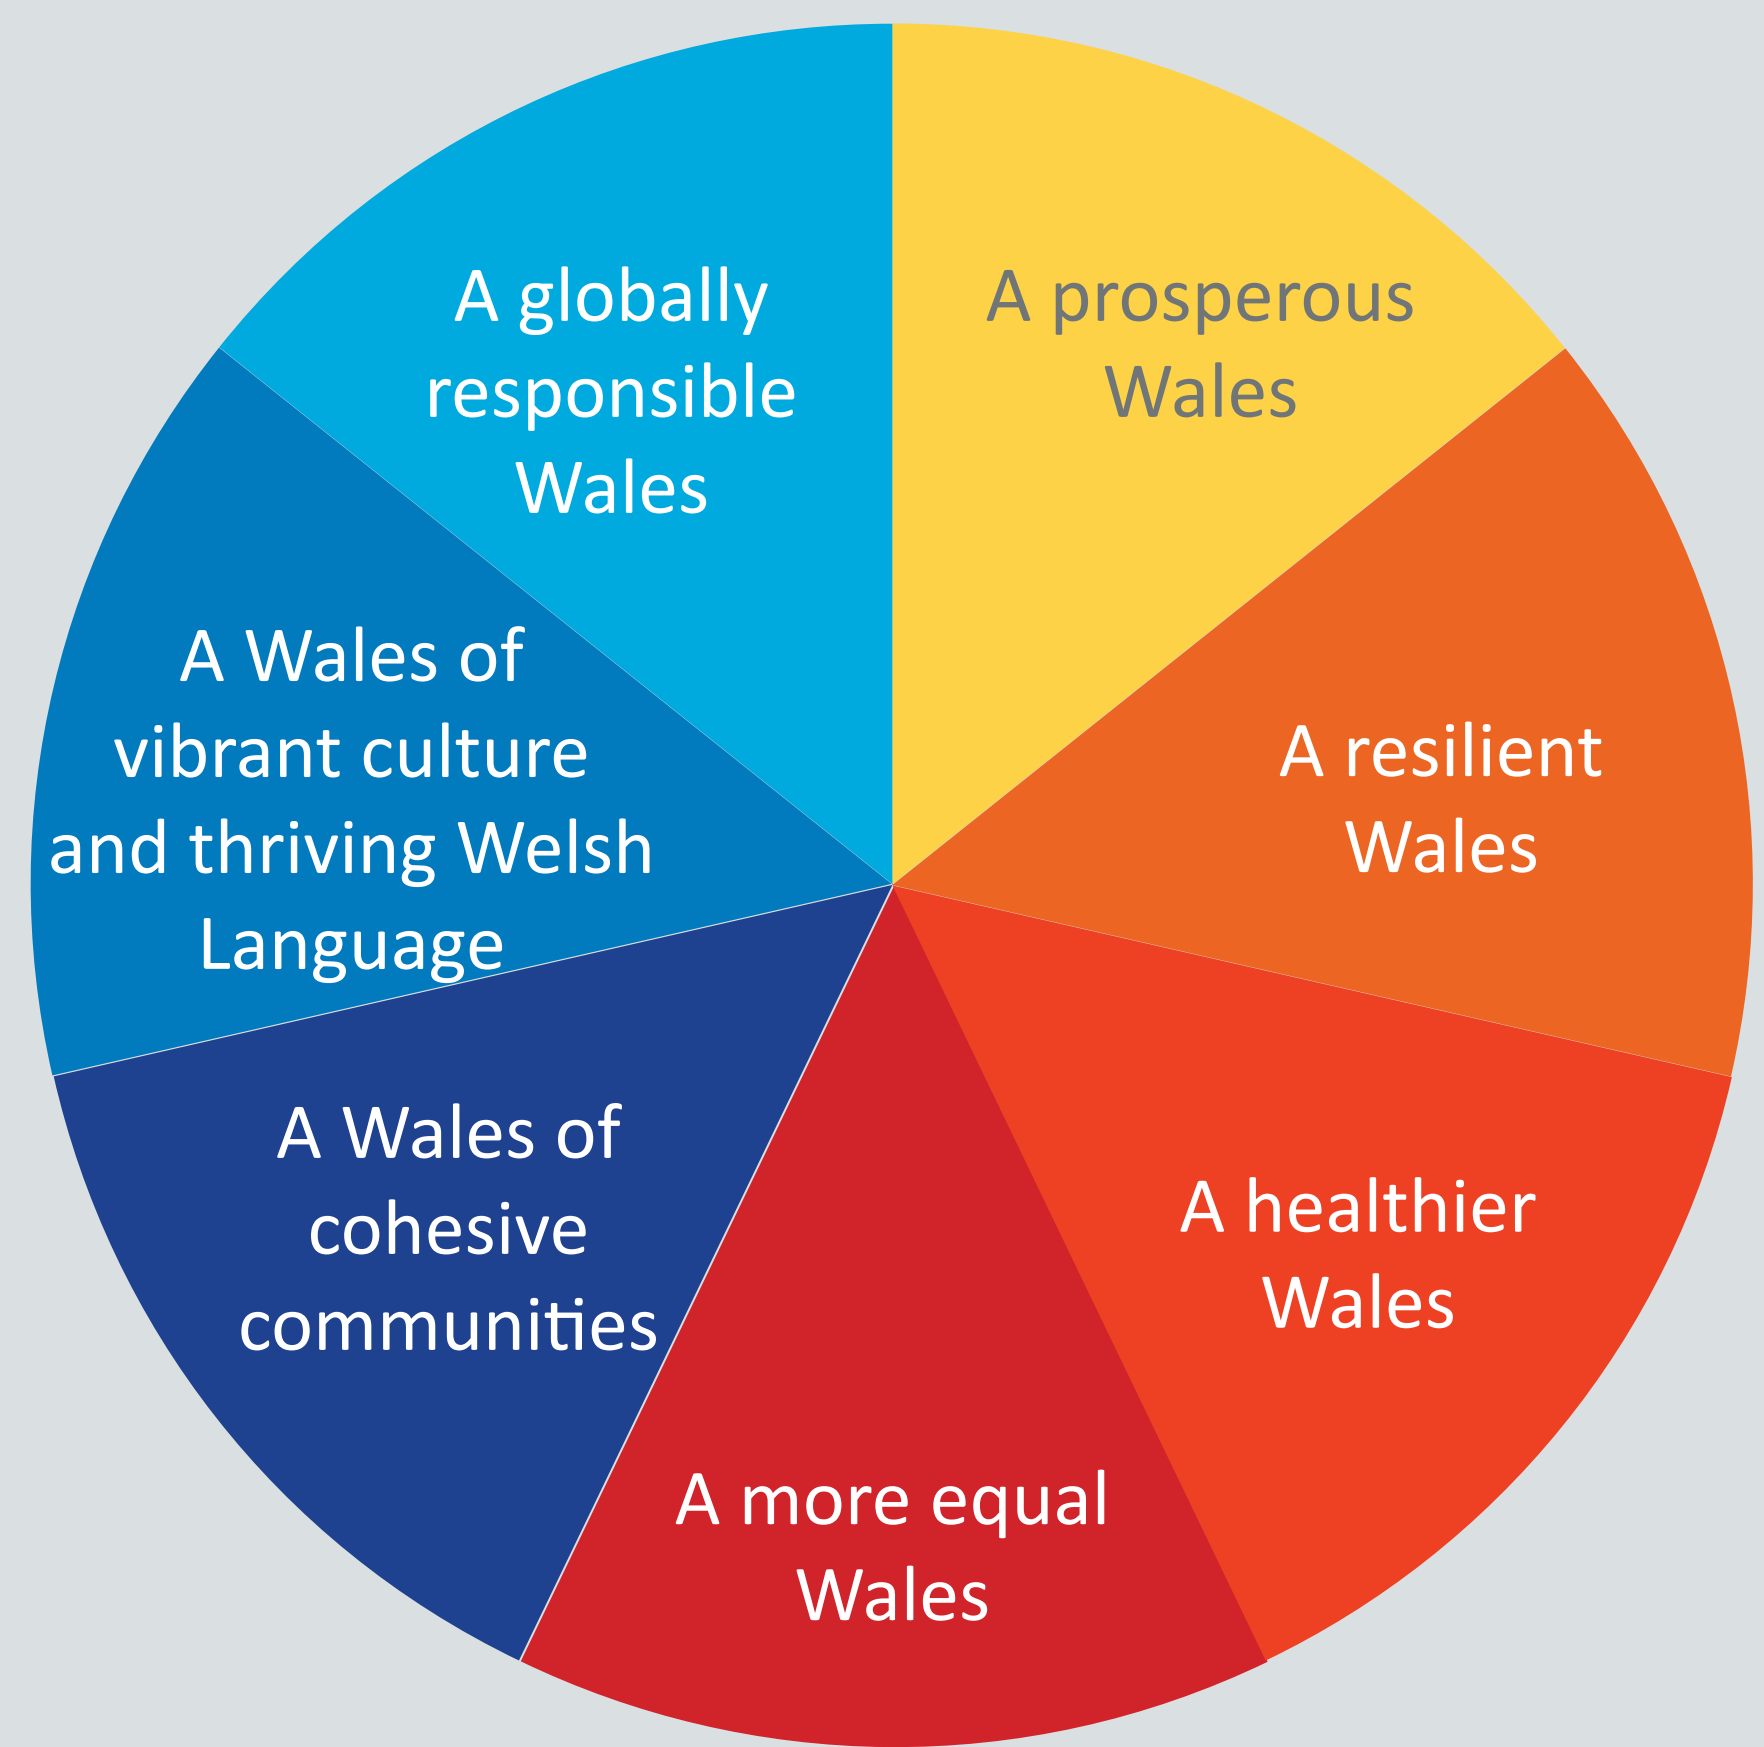 A prosperous
Wales
A resilient
Wales
A healthier
Wales
A more equal
Wales
A Wales of
cohesive
communities
A Wales of
vibrant culture
and thriving Welsh
Language
A globally
responsible
Wales